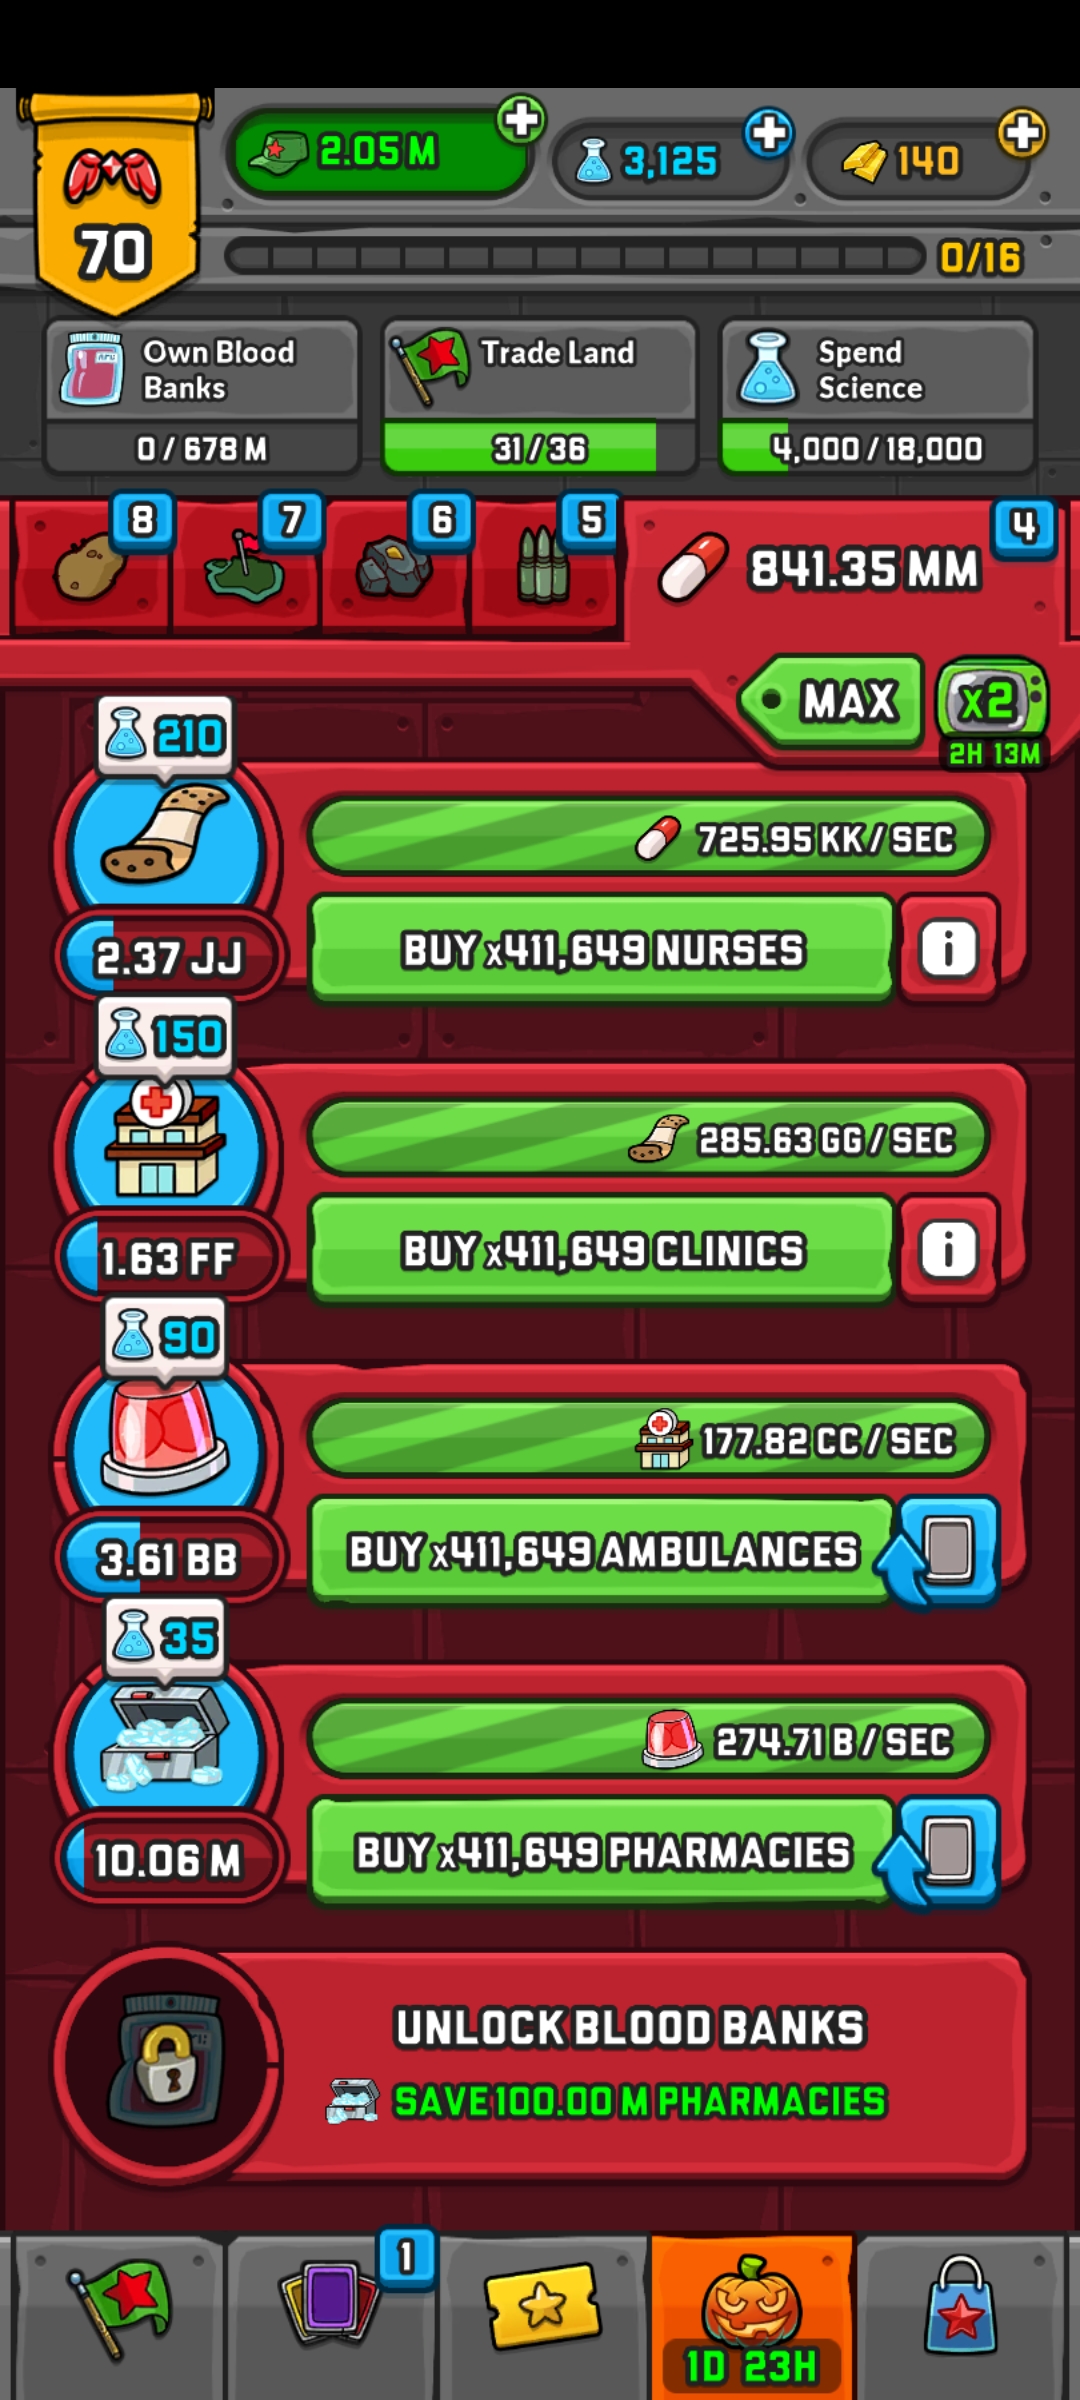 70
2.05 M
3,125
140
0/16
Own Blood
Banks
0 / 678 M
Trade Land
31 / 36
Spend
Science
4,000 / 18,000
8
7
6
5
841.35 MM
4
MAX
x2
2H 13M
210
725.95 KK / SEC
BUY x411,649 NURSES
i
2.37 JJ
150
285.63 GG / SEC
BUY x411,649 CLINICS
i
1.63 FF
90
177.82 CC / SEC
BUY x411,649 AMBULANCES
3.61 BB
35
274.71 B / SEC
BUY x411,649 PHARMACIES
10.06 M
UNLOCK BLOOD BANKS
SAVE 100.00 M PHARMACIES
1
1D 23H